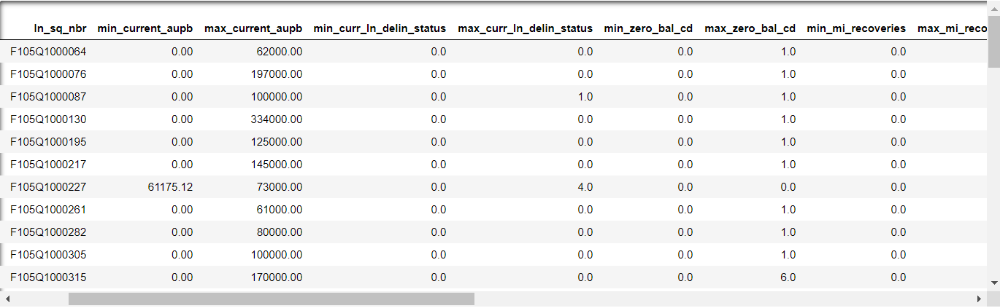 ln_sq_nbr min_current_aupb max_current_aupb min_curr_ln_delin_status max_curr_ln_delin_status min_zero_bal_cd max_zero_bal_cd min_mi_recoveries max_mi_reco
F105Q1000064 0.00 62000.00 0.0 0.0 0.0 1.0 0.0
F105Q1000076 0.00 197000.00 0.0 0.0 0.0 1.0 0.0
F105Q1000087 0.00 100000.00 0.0 1.0 0.0 1.0 0.0
F105Q1000130 0.00 334000.00 0.0 0.0 0.0 1.0 0.0
F105Q1000195 0.00 125000.00 0.0 0.0 0.0 1.0 0.0
F105Q1000217 0.00 145000.00 0.0 0.0 0.0 1.0 0.0
F105Q1000227 61175.12 73000.00 0.0 4.0 0.0 0.0 0.0
F105Q1000261 0.00 61000.00 0.0 0.0 0.0 1.0 0.0
F105Q1000282 0.00 80000.00 0.0 0.0 0.0 1.0 0.0
F105Q1000305 0.00 100000.00 0.0 0.0 0.0 1.0 0.0
F105Q1000315 0.00 170000.00 0.0 0.0 0.0 6.0 0.0